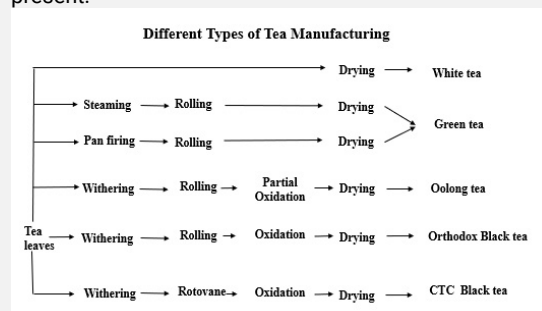 present.
Different Types of Tea Manufacturing
Drying White tea
Steaming Rolling Drying
Green tea
Pan firing Rolling Drying
Withering Rolling Partial Oxidation Drying Oolong tea
Tea leaves
Withering Rolling Oxidation Drying Orthodox Black tea
Withering Rotovane Oxidation Drying CTC Black tea